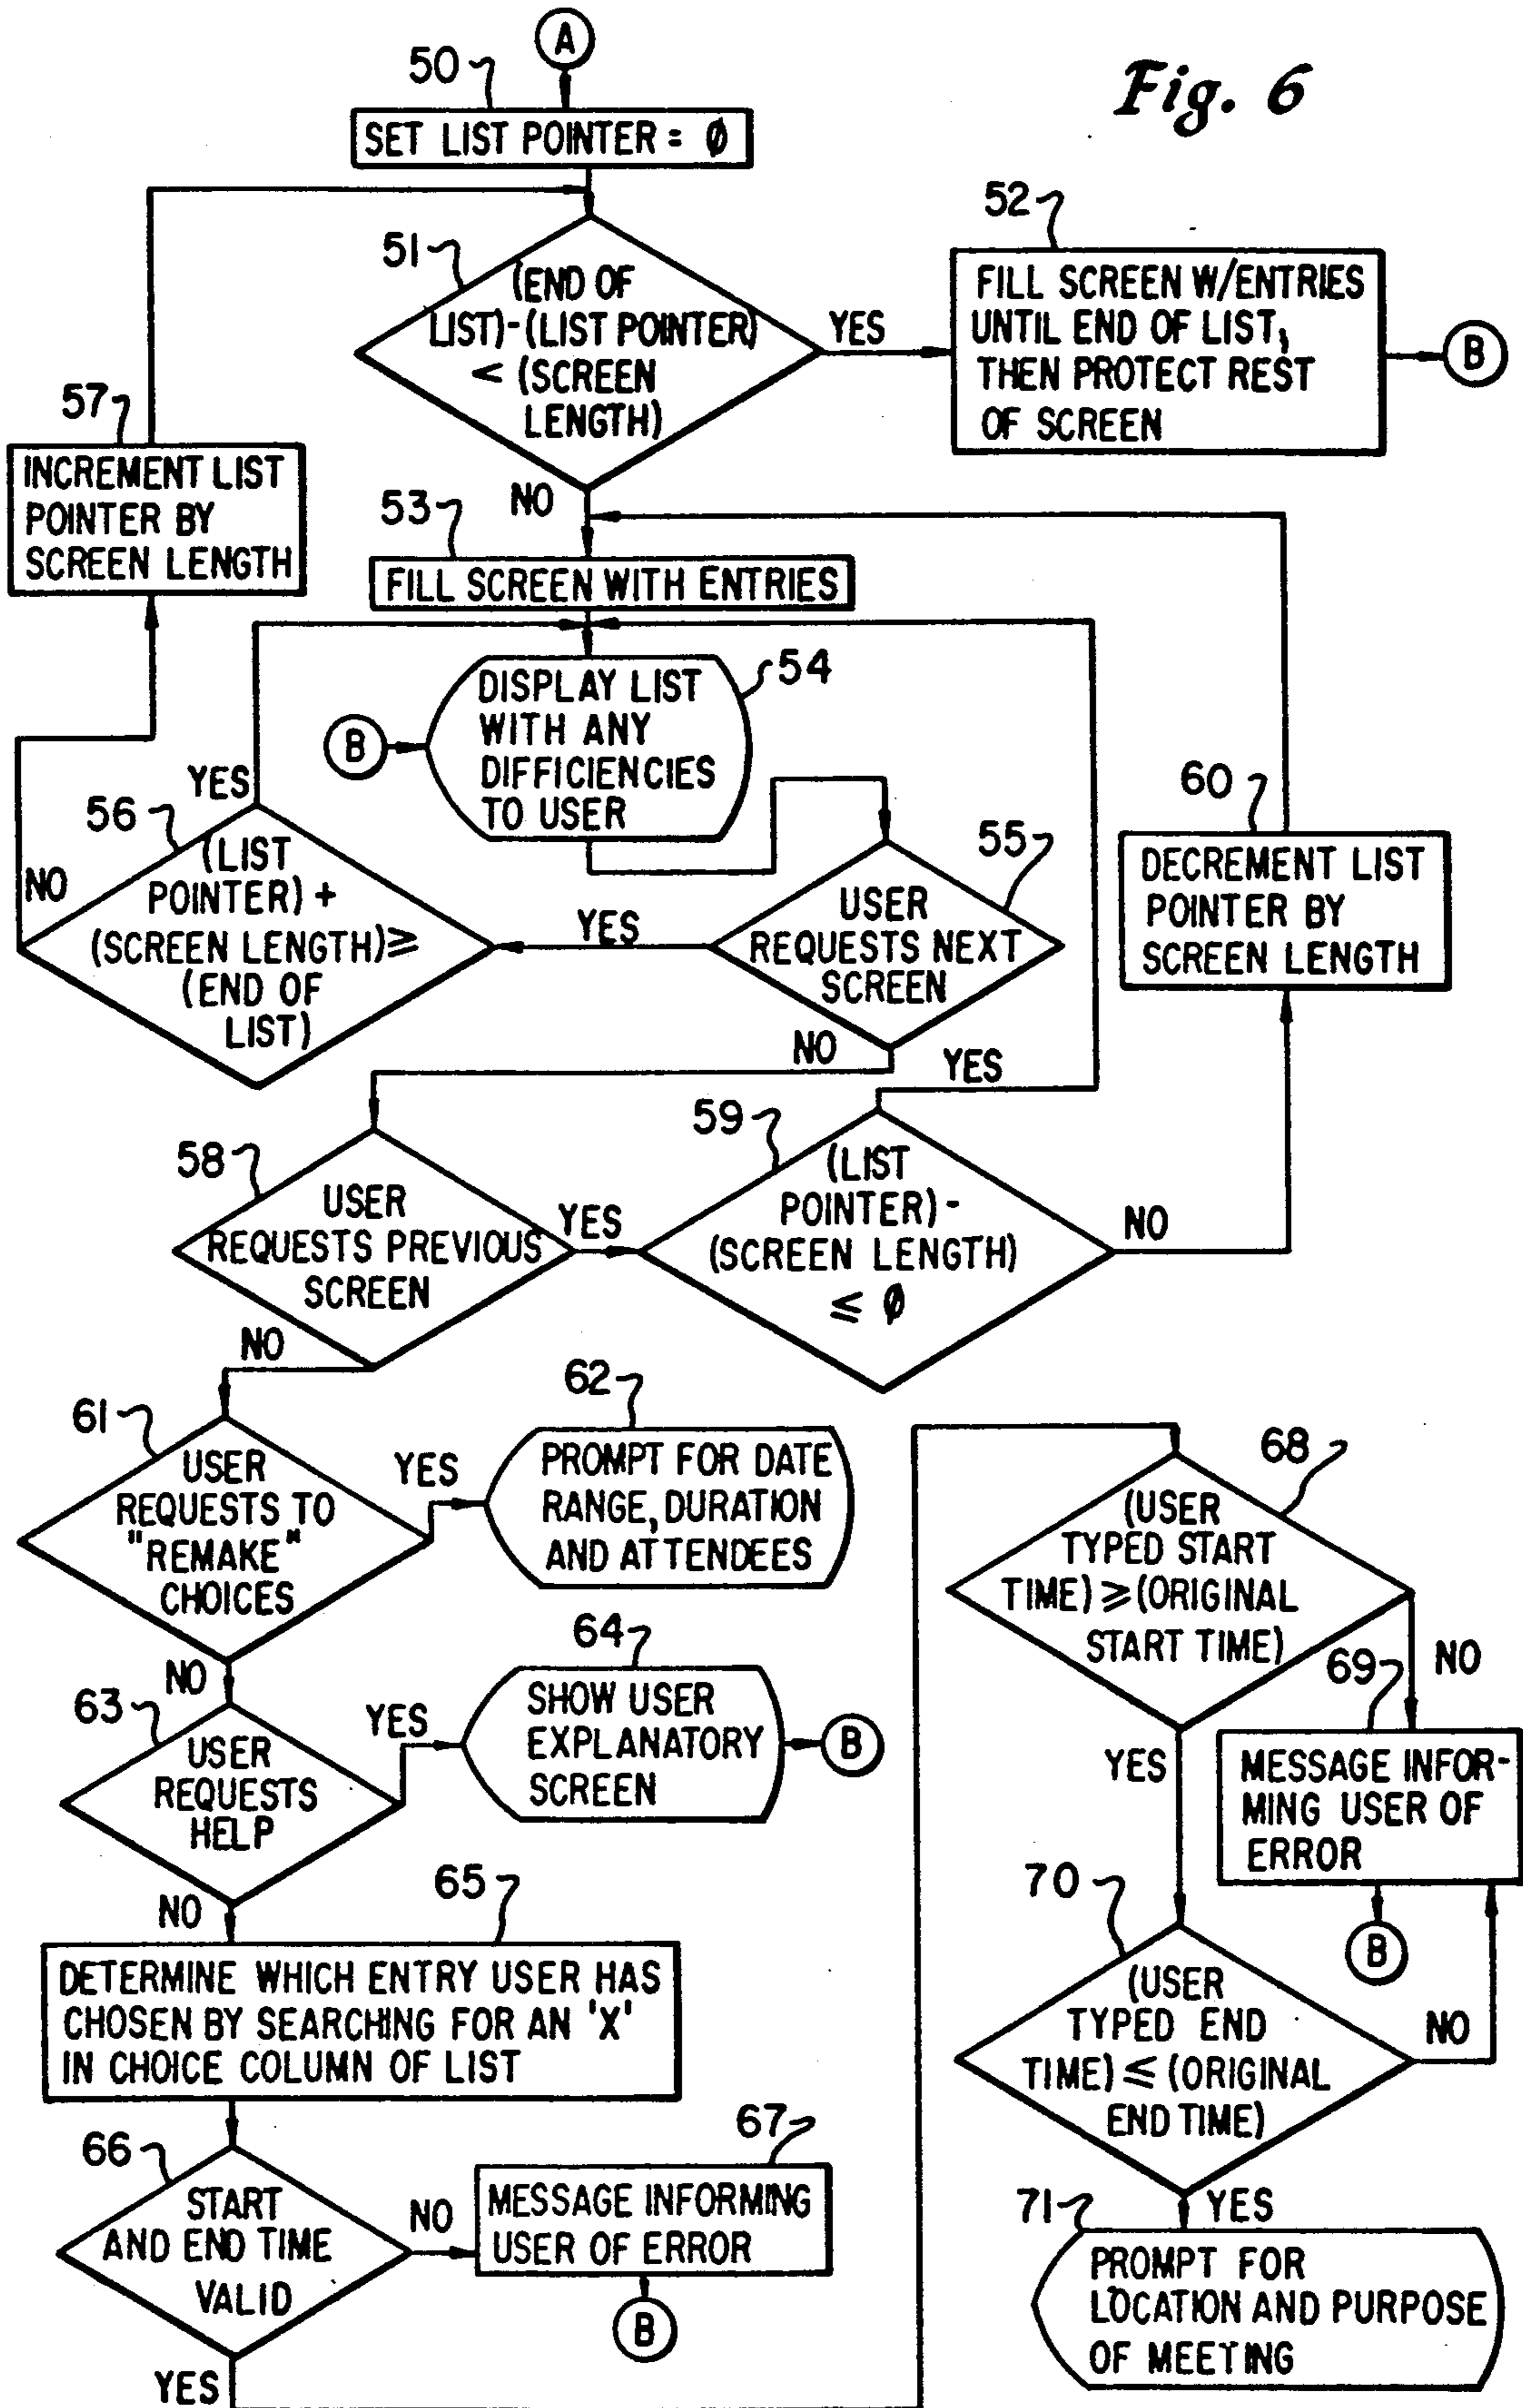 A
Fig. 6
50
SET LIST POINTER = Ø
51
(END OF
LIST)-(LIST POINTER)
< (SCREEN
LENGTH)
YES
NO
52
FILL SCREEN W/ENTRIES
UNTIL END OF LIST,
THEN PROTECT REST
OF SCREEN
B
57
INCREMENT LIST
POINTER BY
SCREEN LENGTH
53
FILL SCREEN WITH ENTRIES
54
DISPLAY LIST
WITH ANY
DIFFICIENCIES
TO USER
B
55
USER
REQUESTS NEXT
SCREEN
YES
NO
56
(LIST
POINTER) +
(SCREEN LENGTH) ≥
(END OF
LIST)
YES
NO
60
DECREMENT LIST
POINTER BY
SCREEN LENGTH
58
USER
REQUESTS PREVIOUS
SCREEN
YES
NO
59
(LIST
POINTER) -
(SCREEN LENGTH)
≤ Ø
YES
NO
61
USER
REQUESTS TO
"REMAKE"
CHOICES
YES
NO
62
PROMPT FOR DATE
RANGE, DURATION
AND ATTENDEES
63
USER
REQUESTS
HELP
YES
NO
64
SHOW USER
EXPLANATORY
SCREEN
B
65
DETERMINE WHICH ENTRY USER HAS
CHOSEN BY SEARCHING FOR AN 'X'
IN CHOICE COLUMN OF LIST
66
START
AND END TIME
VALID
NO
YES
67
MESSAGE INFORMING
USER OF ERROR
B
68
(USER
TYPED START
TIME) ≥ (ORIGINAL
START TIME)
NO
YES
69
MESSAGE INFOR-
MING USER OF
ERROR
B
70
(USER
TYPED END
TIME) ≤ (ORIGINAL
END TIME)
NO
YES
71
PROMPT FOR
LOCATION AND PURPOSE
OF MEETING